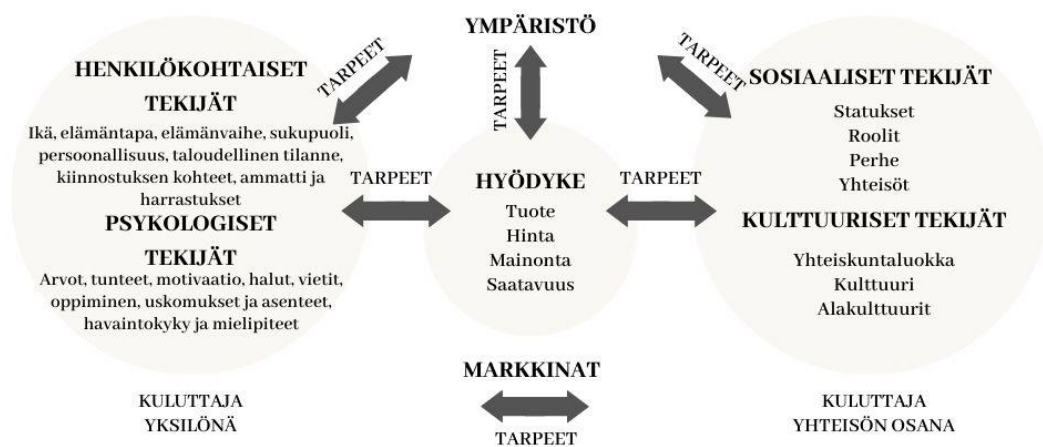 YMPÄRISTÖ
HENKILÖKOHTAISET
TEKIJÄT
Ikä, elämäntapa, elämänvaihe, sukupuoli,
persoonallisuus, taloudellinen tilanne,
kiinnostuksen kohteet, ammatti ja
harrastukset
PSYKOLOGISET
TEKIJÄT
Arvot, tunteet, motivaatio, halut, vietit,
oppiminen, uskomukset ja asenteet,
havaintokyky ja mielipiteet
KULUTTAJA
YKSILÖNÄ
TARPEET
TARPEET
TARPEET
HYÖDYKE
Tuote
Hinta
Mainonta
Saatavuus
MARKKINAT
TARPEET
TARPEET
TARPEET
SOSIAALISET TEKIJÄT
Statukset
Roolit
Perhe
Yhteisöt
KULTTUURISET TEKIJÄT
Yhteiskuntaluokka
Kulttuuri
Alakulttuurit
KULUTTAJA
YHTEISÖN OSANA